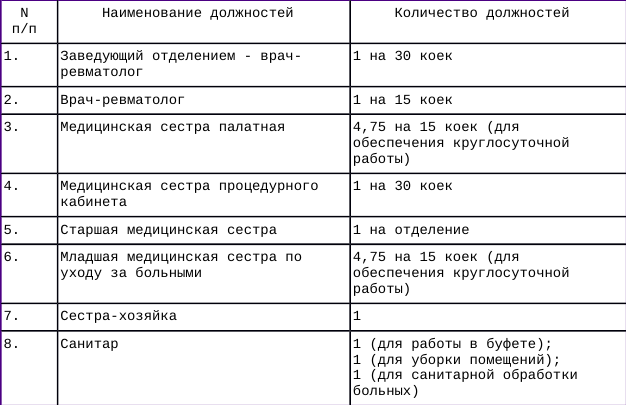 N Наименование должностей Количество должностей
п/п
1. Заведующий отделением - врач- 1 на 30 коек
ревматолог
2. Врач-ревматолог 1 на 15 коек
3. Медицинская сестра палатная 4,75 на 15 коек (для
обеспечения круглосуточной
работы)
4. Медицинская сестра процедурного 1 на 30 коек
кабинета
5. Старшая медицинская сестра 1 на отделение
6. Младшая медицинская сестра по 4,75 на 15 коек (для
уходу за больными обеспечения круглосуточной
работы)
7. Сестра-хозяйка 1
8. Санитар 1 (для работы в буфете);
1 (для уборки помещений);
1 (для санитарной обработки
больных)